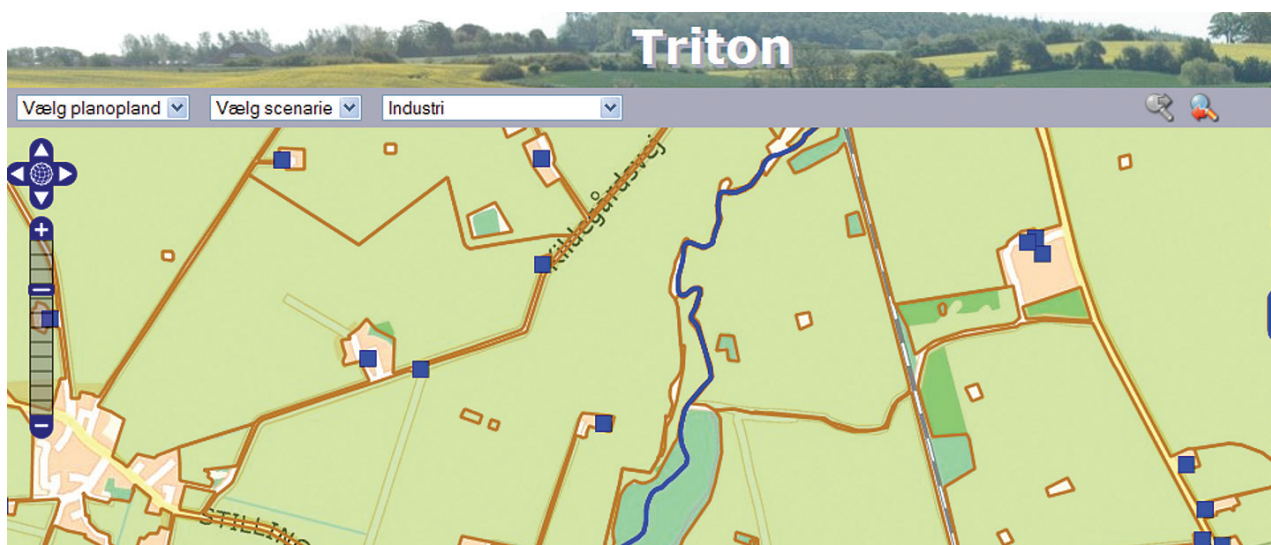 Triton
Vælg planopland
Vælg scenarie
Industri
Kildegårdsvej
STILLING